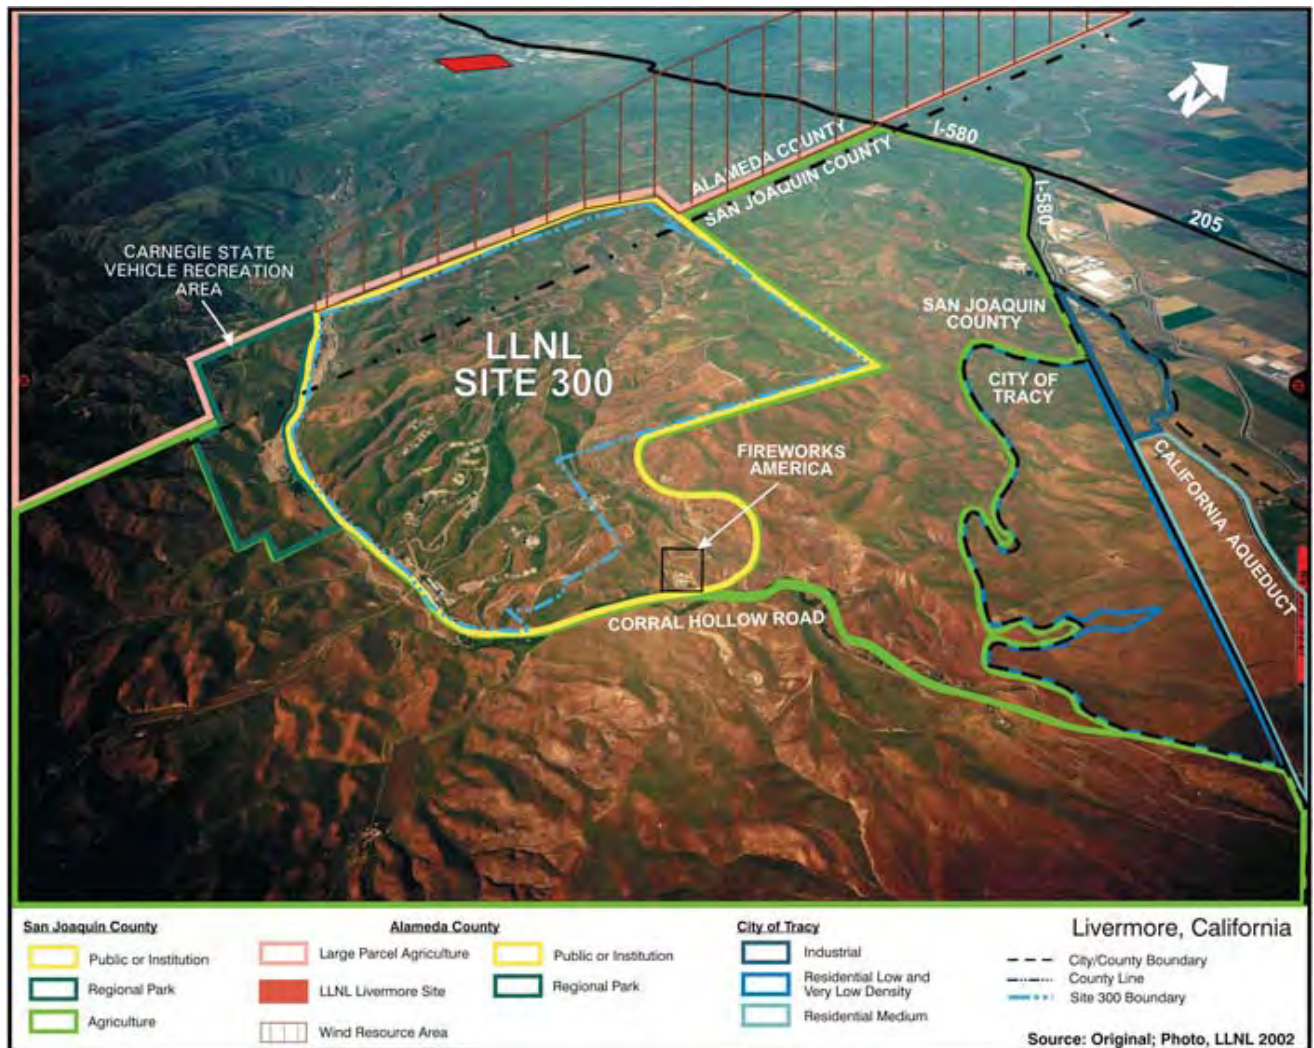 N
ALAMEDA COUNTY
SAN JOAQUIN COUNTY
I-580
I-580
205
CARNEGIE STATE
VEHICLE RECREATION
AREA
LLNL
SITE 300
SAN JOAQUIN
COUNTY
CITY OF
TRACY
FIREWORKS
AMERICA
CALIFORNIA AQUEDUCT
CORRAL HOLLOW ROAD
San Joaquin County
Public or Institution
Regional Park
Agriculture
Alameda County
Large Parcel Agriculture
LLNL Livermore Site
Wind Resource Area
Public or Institution
Regional Park
City of Tracy
Industrial
Residential Low and
Very Low Density
Residential Medium
Livermore, California
City/County Boundary
County Line
Site 300 Boundary
Source: Original; Photo, LLNL 2002